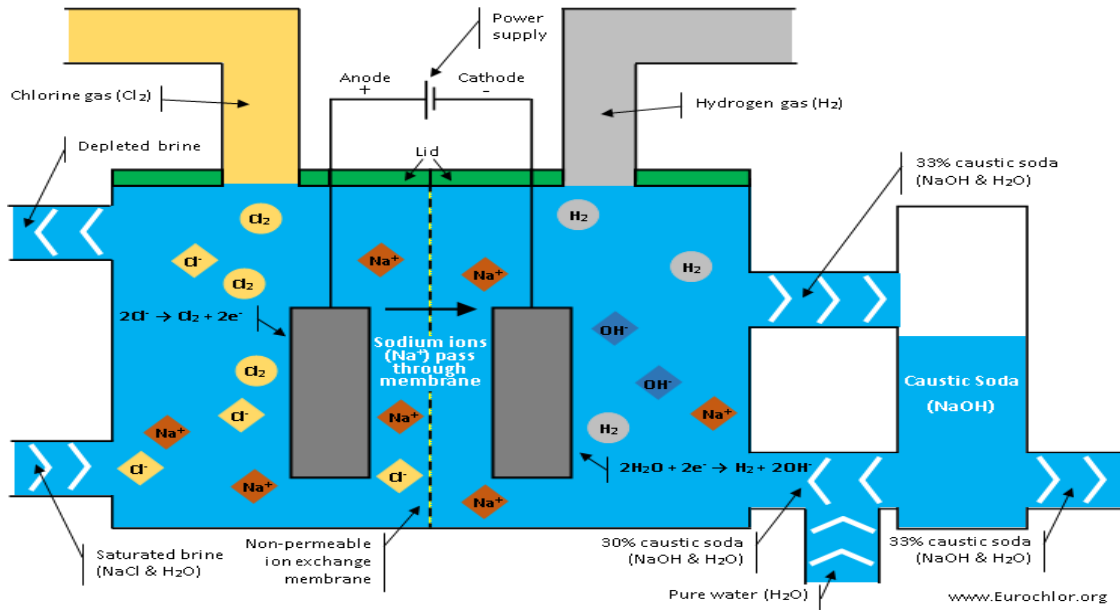 Power
supply
Anode
+
Cathode
-
Chlorine gas (Cl₂)
Hydrogen gas (H₂)
Depleted brine
Lid
33% caustic soda
(NaOH & H₂O)
Cl₂
H₂
Cl⁻
Na⁺
Na⁺
H₂
Cl₂
2Cl⁻ → Cl₂ + 2e⁻
OH⁻
Sodium ions
(Na⁺) pass
through
membrane
Cl₂
OH⁻
Caustic Soda
(NaOH)
Cl⁻
Na⁺
Na⁺
H₂
Na⁺
Cl⁻
2H₂O + 2e⁻ → H₂ + 2OH⁻
Na⁺
Cl⁻
Na⁺
Saturated brine
(NaCl & H₂O)
Non-permeable
ion exchange
membrane
30% caustic soda
(NaOH & H₂O)
33% caustic soda
(NaOH & H₂O)
Pure water (H₂O)
www.Eurochlor.org